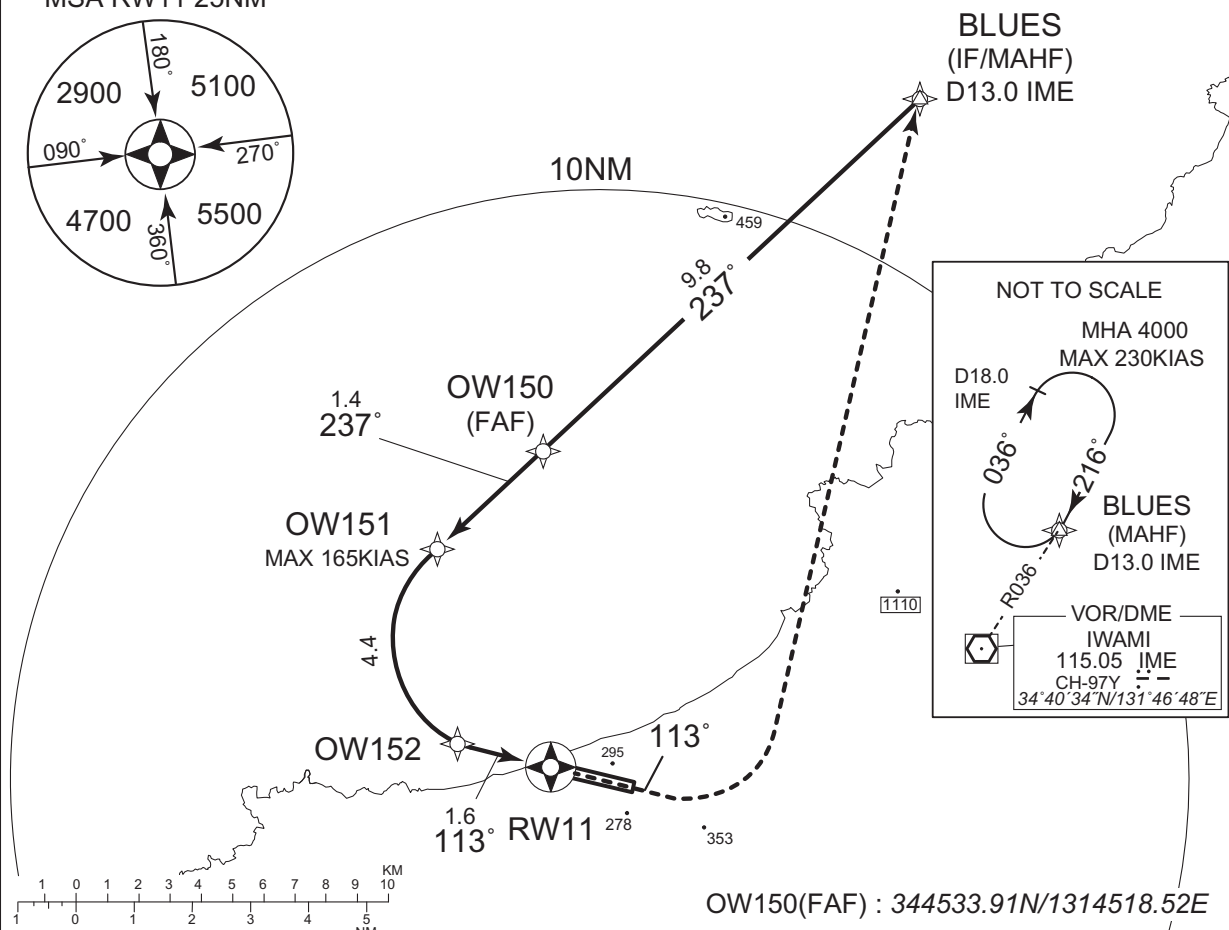 MSA RW11 25NM
180°
2900
5100
090°
270°
4700
5500
360°
BLUES
(IF/MAHF)
D13.0 IME
10NM
459
9.8
237°
OW150
(FAF)
1.4
237°
OW151
MAX 165KIAS
4.4
OW152
1.6
113°
RW11
295
113°
278
353
1110
NOT TO SCALE
MHA 4000
MAX 230KIAS
D18.0
IME
036°
216°
BLUES
(MAHF)
D13.0 IME
R036
VOR/DME
IWAMI
115.05 IME
CH-97Y
34°40´34˝N/131°46´48˝E
KM
1 0 1 2 3 4 5 6 7 8 9 10
1 0 1 2 3 4 5
NM
OW150(FAF) : 344533.91N/1314518.52E